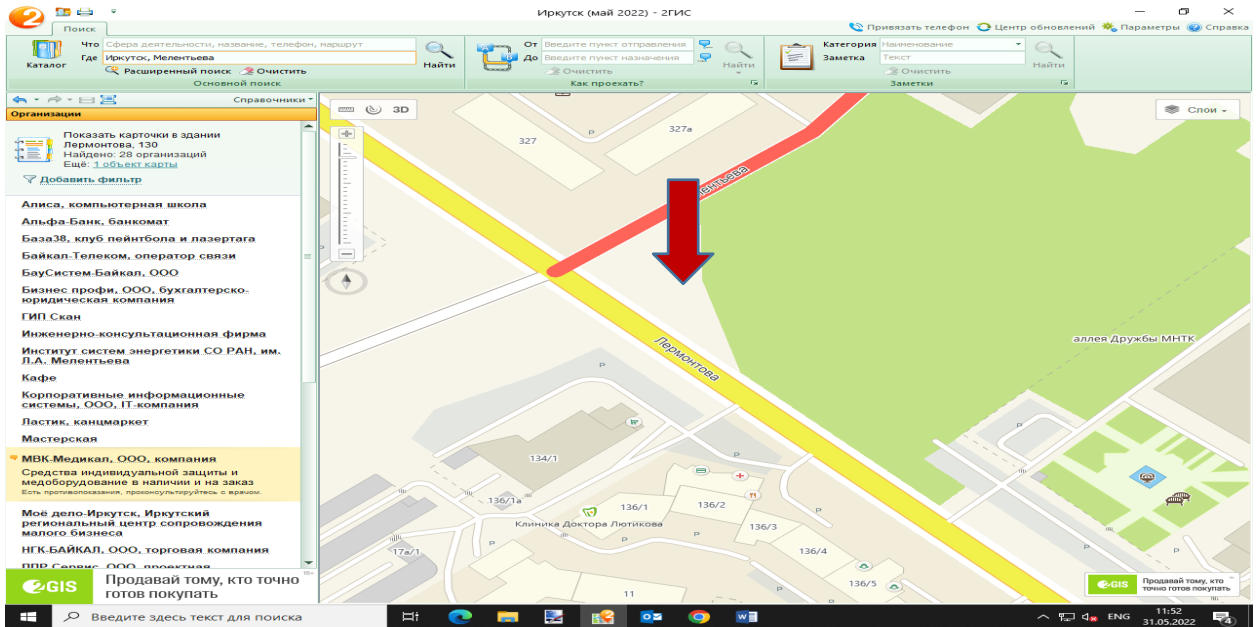 Иркутск (май 2022) - 2ГИС
Поиск
Привязать телефон Центр обновлений Параметры Справка
Каталог
Что Сфера деятельности, название, телефон, маршрут
Где Иркутск, Мелентьева
Расширенный поиск Очистить
Найти
Основной поиск
От Введите пункт отправления
До Введите пункт назначения
Очистить
Найти
Как проехать?
Категория Наименование
Заметка Текст
Очистить
Найти
Заметки
Справочники
Организации
Показать карточки в здании
Лермонтова, 130
Найдено: 28 организаций
Ещё: 1 объект карты
Добавить фильтр
Алиса, компьютерная школа
Альфа-Банк, банкомат
База38, клуб пейнтбола и лазертага
Байкал-Телеком, оператор связи
БауСистем-Байкал, ООО
Бизнес профи, ООО, бухгалтерско-
юридическая компания
ГИП Скан
Инженерно-консультационная фирма
Институт систем энергетики СО РАН, им.
Л.А. Мелентьева
Кафе
Корпоративные информационные
системы, ООО, IT-компания
Ластик, канцмаркет
Мастерская
МВК-Медикал, ООО, компания
Средства индивидуальной защиты и
медоборудование в наличии и на заказ
Есть противопоказания, проконсультируйтесь с врачом.
Моё дело-Иркутск, Иркутский
региональный центр сопровождения
малого бизнеса
НГК-БАЙКАЛ, ООО, торговая компания
ППР Сервис, ООО, проектная
2GIS
Продавай тому, кто точно
готов покупать
3D
Слои
327
P
327а
Лермонтова
аллея Дружбы МНТК
P
P
134/1
136/1а
136/1
136/2
Клиника Доктора Лютикова
136/3
P
P
P
P
17а/1
136/4
136/5
11
P
P
2GIS
Продавай тому, кто
точно готов покупать
Введите здесь текст для поиска
ENG
11:52
31.05.2022
4